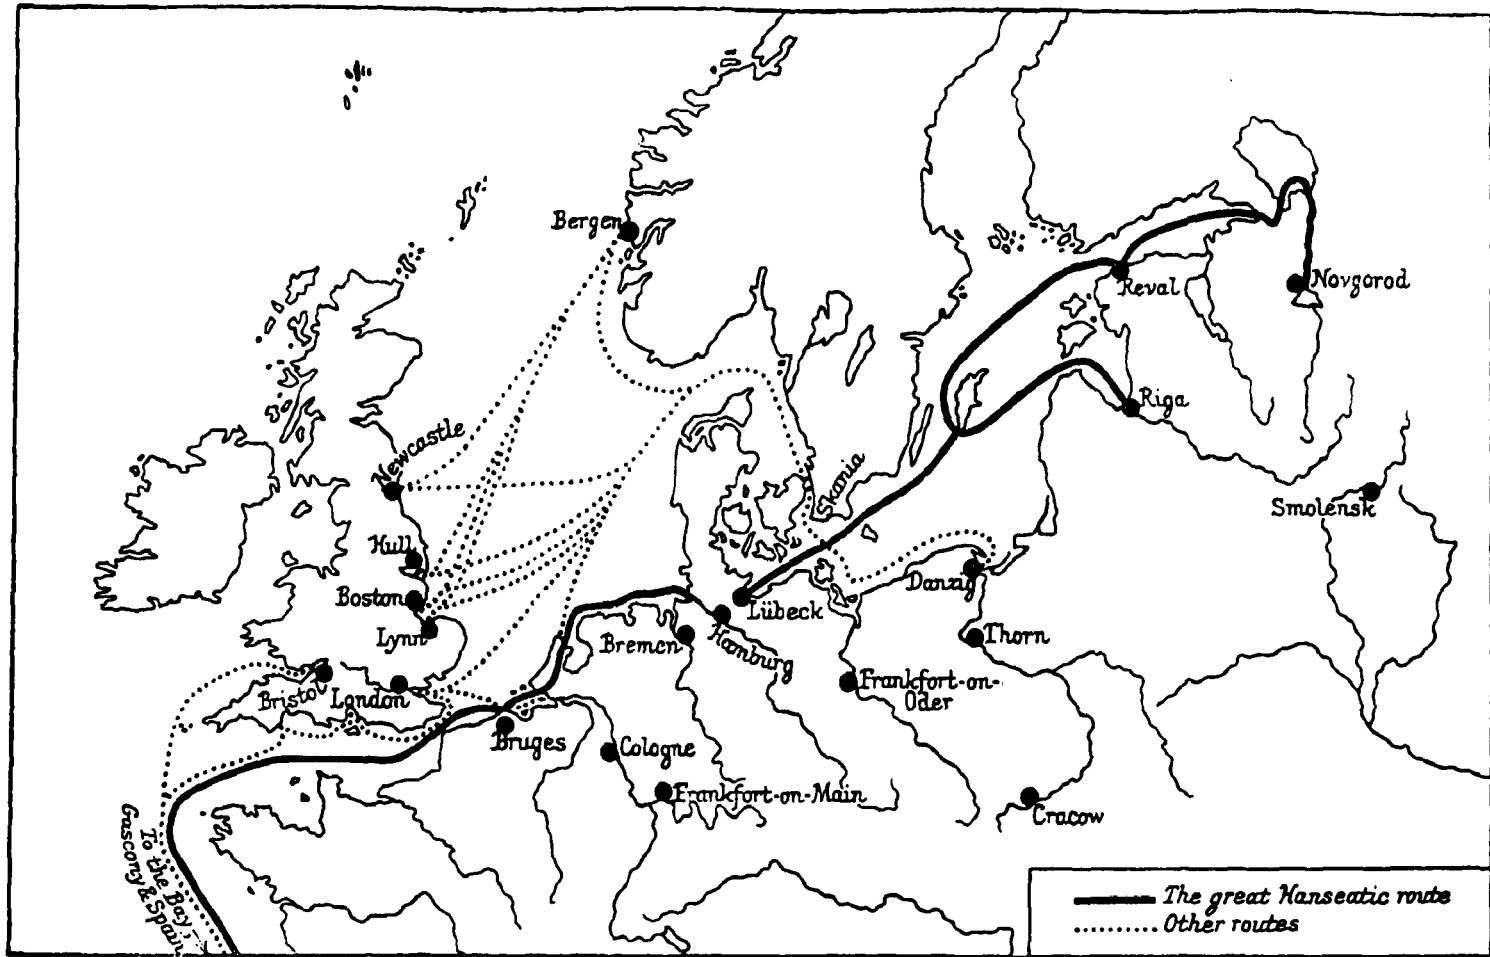 Bergen
Reval
Novgorod
Riga
Newcastle
Skania
Smolensk
Hull
Danzig
Boston
Lübeck
Lynn
Bremen
Hamburg
Thorn
Bristol
London
Frankfort-on-
Oder
Bruges
Cologne
Frankfort-on-Main
Cracow
To the Bay,
Gascony & Spain
The great Hanseatic route
Other routes